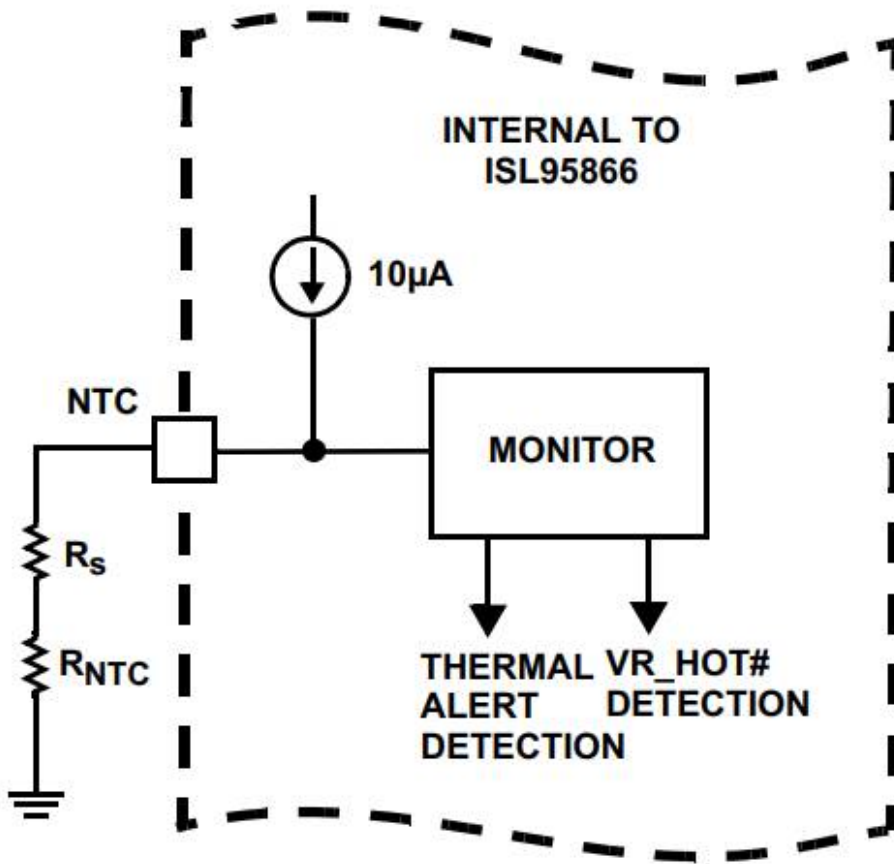 INTERNAL TO
ISL95866
10µA
NTC
MONITOR
Rs
RNTC
THERMAL
ALERT
DETECTION
VR_HOT#
DETECTION